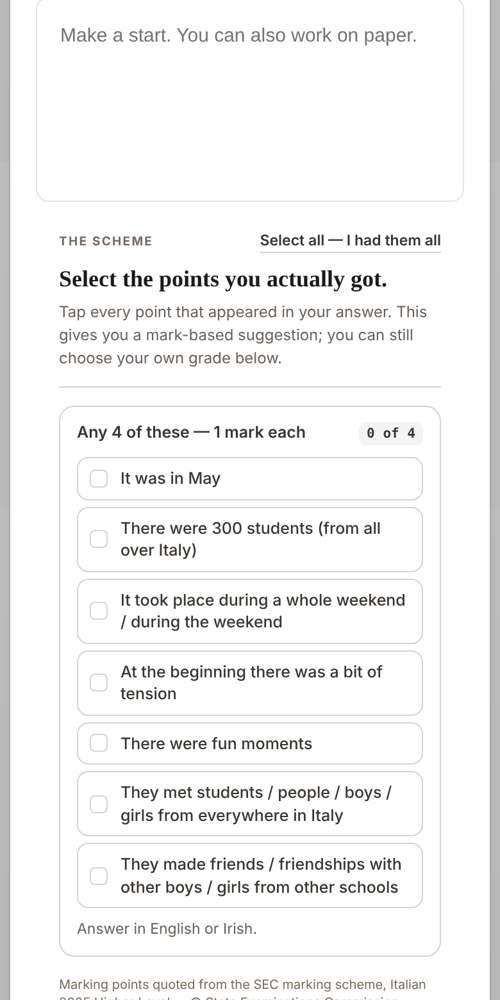 Make a start. You can also work on paper.
THE SCHEME
Select all — I had them all
Select the points you actually got.
Tap every point that appeared in your answer. This
gives you a mark-based suggestion; you can still
choose your own grade below.
Any 4 of these — 1 mark each
0 of 4
It was in May
There were 300 students (from all
over Italy)
It took place during a whole weekend
/ during the weekend
At the beginning there was a bit of
tension
There were fun moments
They met students / people / boys /
girls from everywhere in Italy
They made friends / friendships with
other boys / girls from other schools
Answer in English or Irish.
Marking points quoted from the SEC marking scheme, Italian